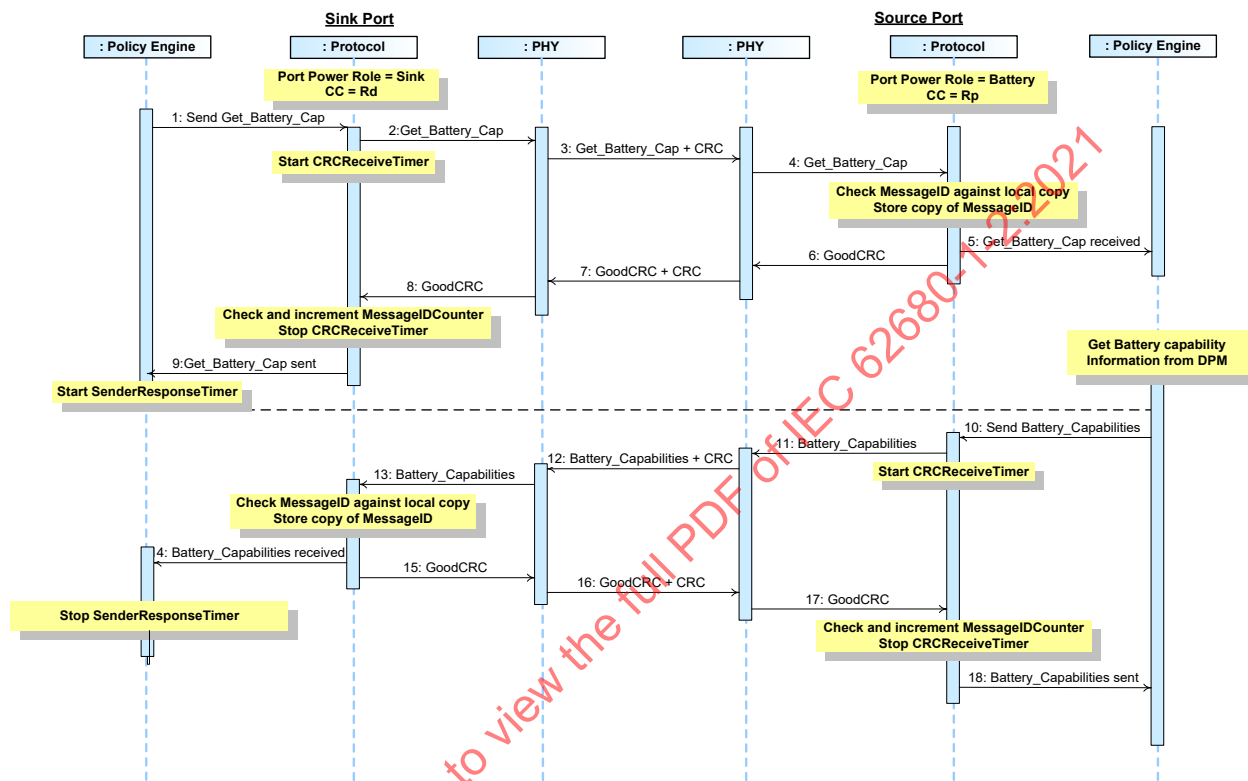 Sink Port
Source Port
: Policy Engine
: Protocol
: PHY
: PHY
: Protocol
: Policy Engine
Port Power Role = Sink
CC = Rd
Port Power Role = Battery
CC = Rp
1: Send Get_Battery_Cap
2:Get_Battery_Cap
Start CRCReceiveTimer
3: Get_Battery_Cap + CRC
4: Get_Battery_Cap
Check MessageID against local copy
Store copy of MessageID
5: Get_Battery_Cap received
6: GoodCRC
7: GoodCRC + CRC
8: GoodCRC
Check and increment MessageIDCounter
Stop CRCReceiveTimer
9:Get_Battery_Cap sent
Start SenderResponseTimer
Get Battery capability
Information from DPM
10: Send Battery_Capabilities
11: Battery_Capabilities
Start CRCReceiveTimer
12: Battery_Capabilities + CRC
13: Battery_Capabilities
Check MessageID against local copy
Store copy of MessageID
4: Battery_Capabilities received
15: GoodCRC
16: GoodCRC + CRC
17: GoodCRC
Stop SenderResponseTimer
Check and increment MessageIDCounter
Stop CRCReceiveTimer
18: Battery_Capabilities sent
to view the full PDF of IEC 62680-1-2:2021